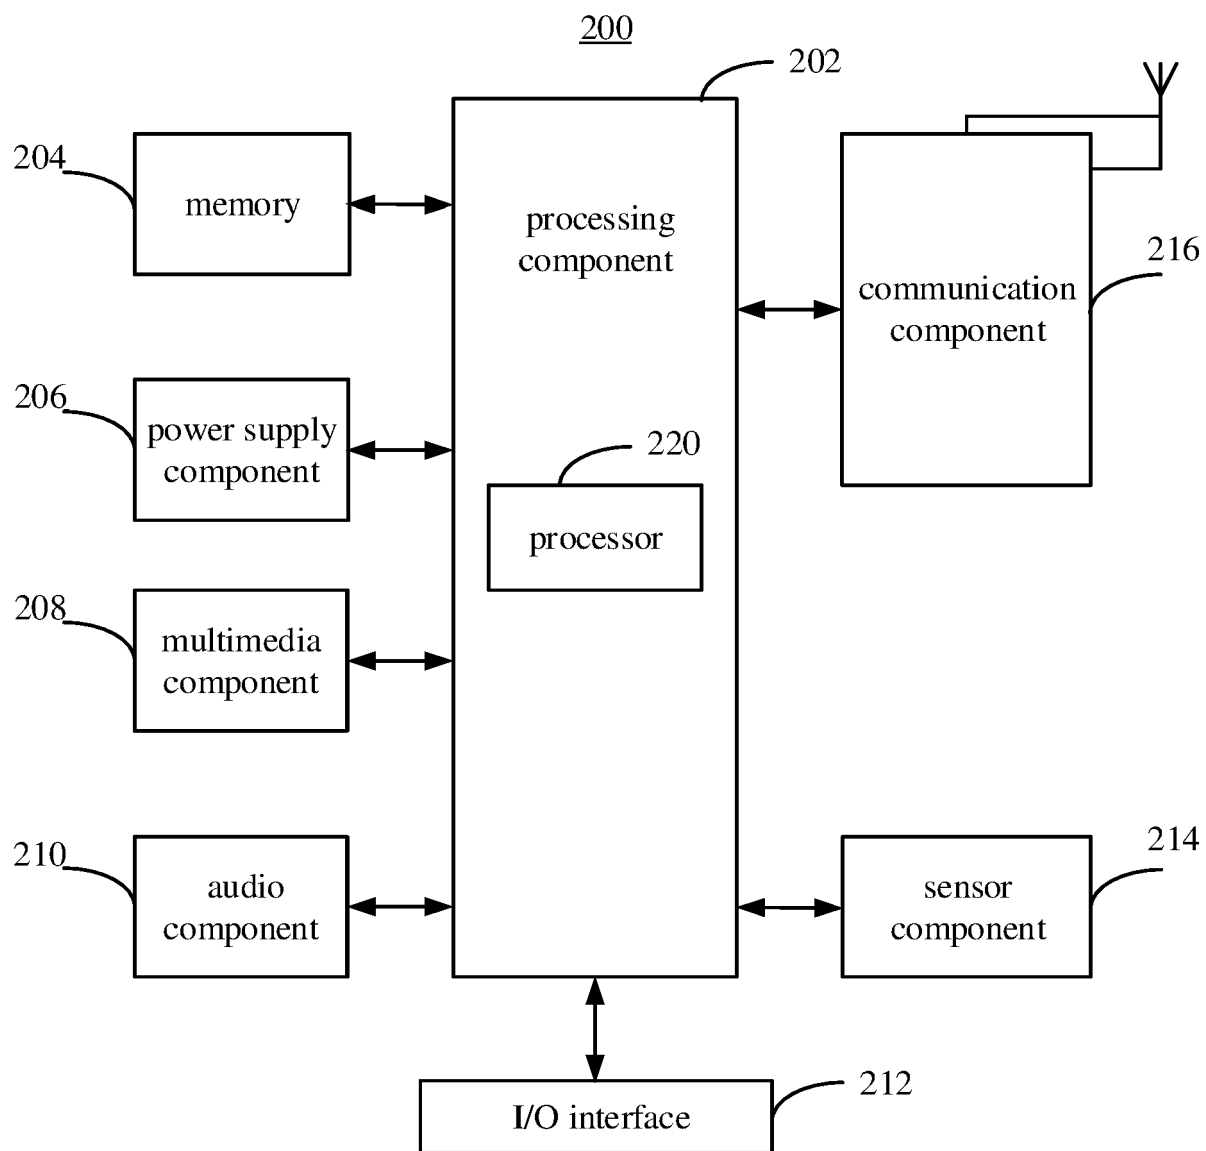 200
202
204
memory
processing
component
216
communication
component
206
power supply
component
220
processor
208
multimedia
component
210
audio
component
214
sensor
component
212
I/O interface